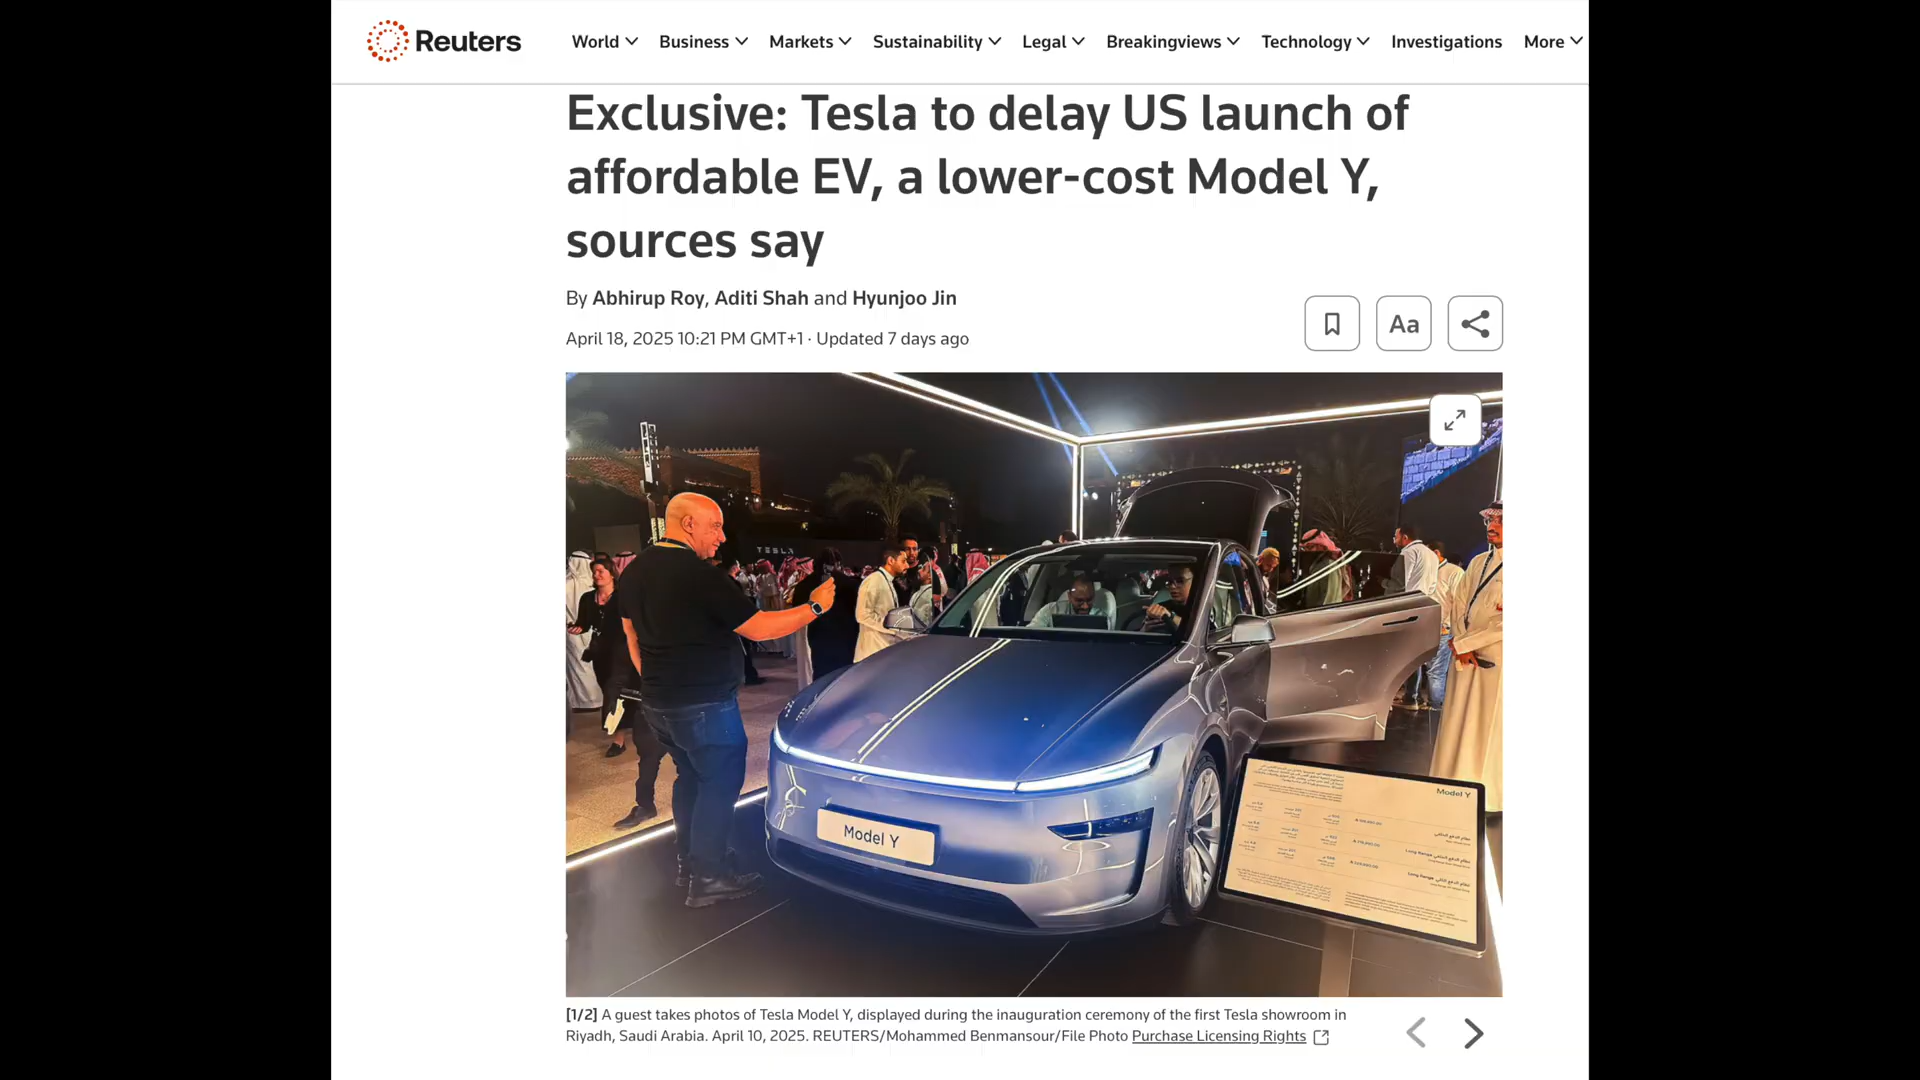 Reuters
World Business Markets Sustainability Legal Breakingviews Technology Investigations More
Exclusive: Tesla to delay US launch of
affordable EV, a lower-cost Model Y,
sources say
By Abhirup Roy, Aditi Shah and Hyunjoo Jin
April 18, 2025 10:21 PM GMT+1 · Updated 7 days ago
Aa
TESLA
Model Y
Model Y
[1/2] A guest takes photos of Tesla Model Y, displayed during the inauguration ceremony of the first Tesla showroom in
Riyadh, Saudi Arabia. April 10, 2025. REUTERS/Mohammed Benmansour/File Photo Purchase Licensing Rights